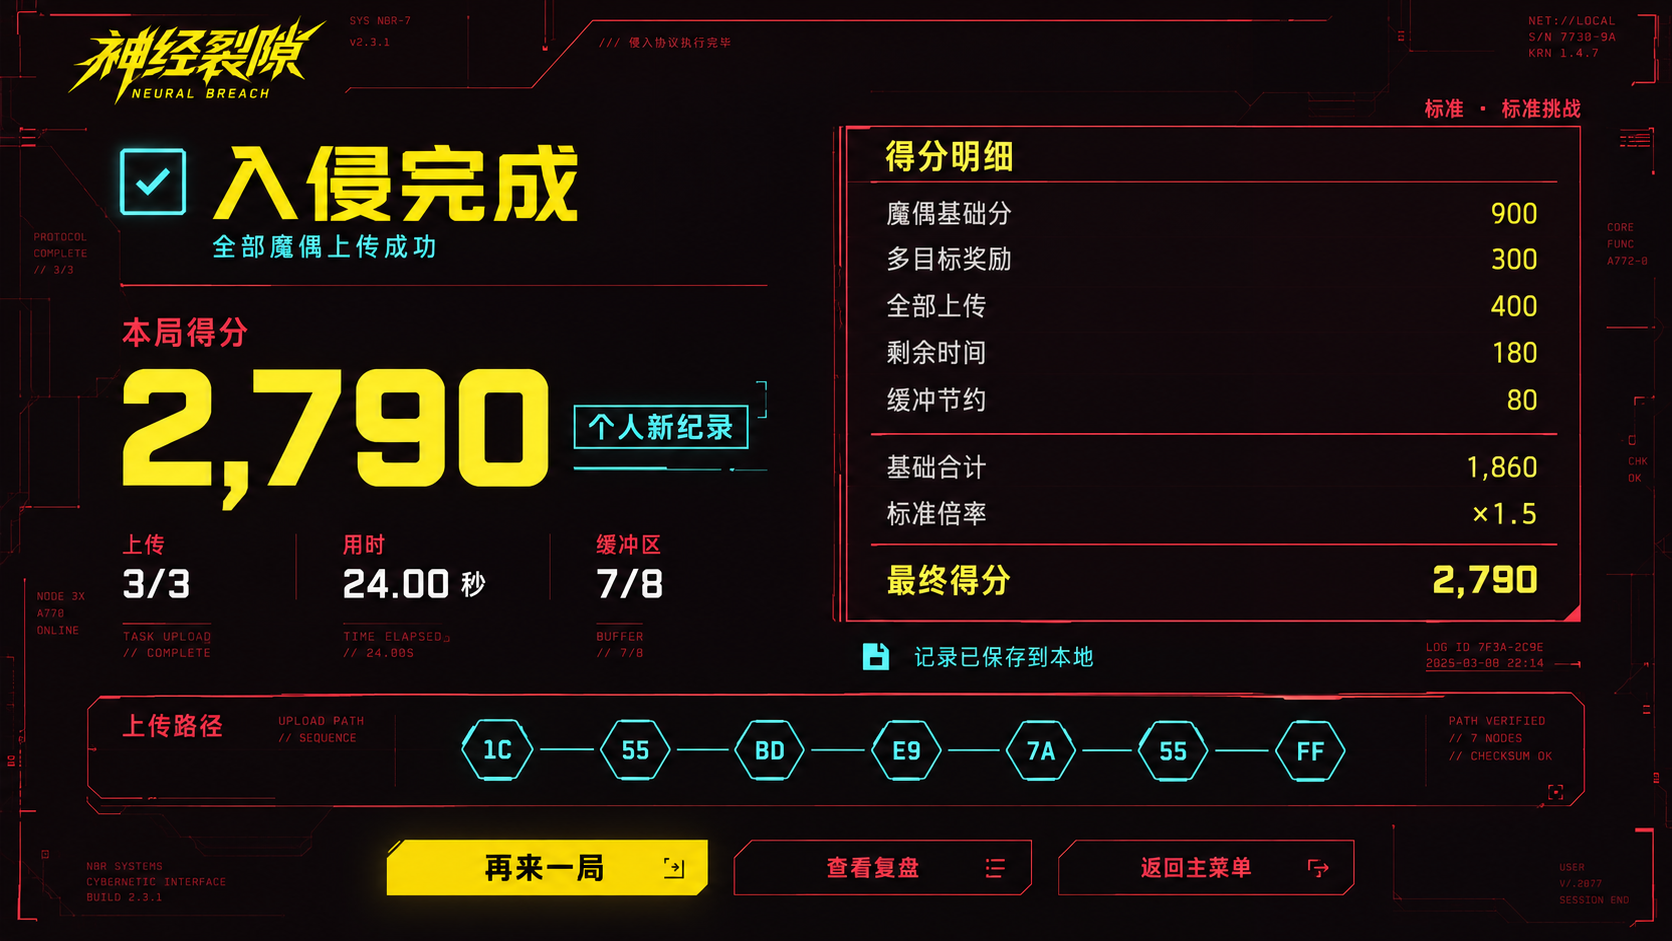 神经裂隙
NEURAL BREACH
SYS NBR-7
v2.3.1
/// 侵入协议执行完毕
NET://LOCAL
S/N 7730-9A
KRN 1.4.7
标准 · 标准挑战
入侵完成
全部魔偶上传成功
PROTOCOL
COMPLETE
// 3/3
本局得分
2,790
个人新纪录
上传
3/3
TASK UPLOAD
// COMPLETE
用时
24.00 秒
TIME ELAPSED
// 24.00S
缓冲区
7/8
BUFFER
// 7/8
NODE 3X
A770
ONLINE
得分明细
魔偶基础分 900
多目标奖励 300
全部上传 400
剩余时间 180
缓冲节约 80
基础合计 1,860
标准倍率 ×1.5
最终得分 2,790
CORE
FUNC
A772-0
CHK
OK
记录已保存到本地
LOG ID 7F3A-2C9E
2025-03-08 22:14
上传路径
UPLOAD PATH
// SEQUENCE
1C 55 BD E9 7A 55 FF
PATH VERIFIED
// 7 NODES
// CHECKSUM OK
再来一局
查看复盘
返回主菜单
NBR SYSTEMS
CYBERNETIC INTERFACE
BUILD 2.3.1
USER
V/.2077
SESSION END